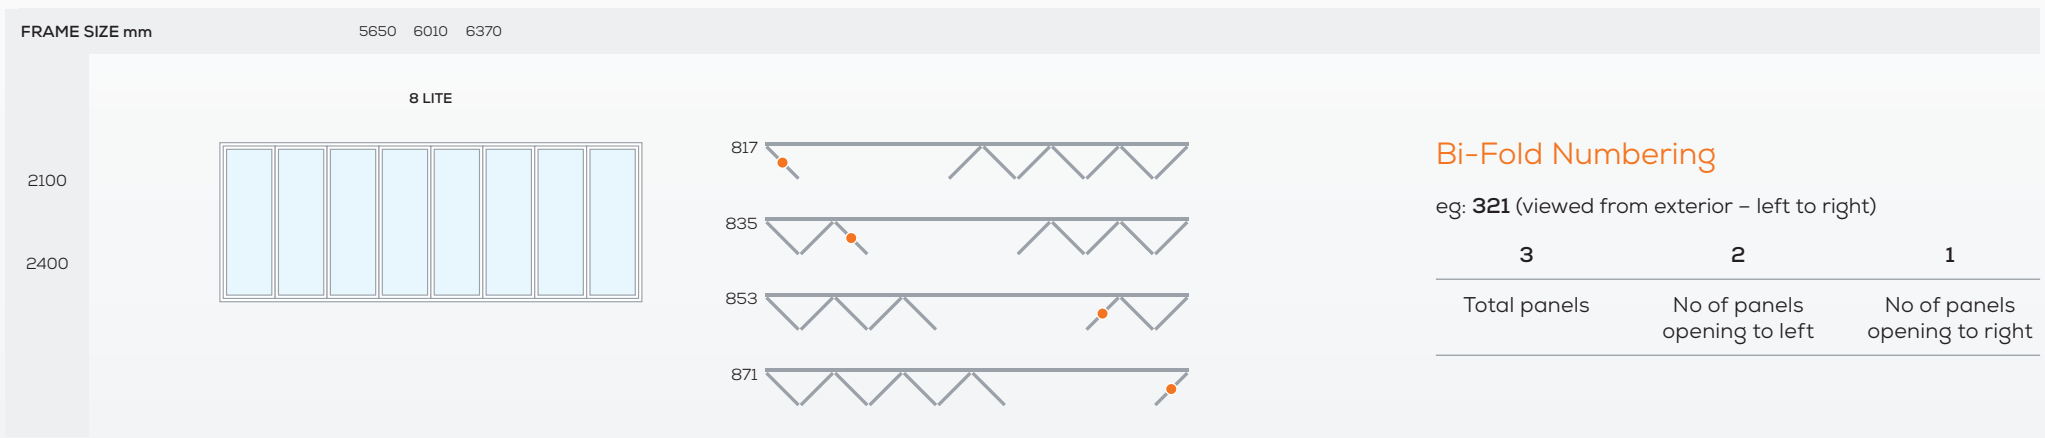 FRAME SIZE mm 5650 6010 6370
8 LITE
2100
2400
817
835
853
871
Bi-Fold Numbering
eg: 321 (viewed from exterior – left to right)
3 2 1
Total panels No of panels No of panels
opening to left opening to right